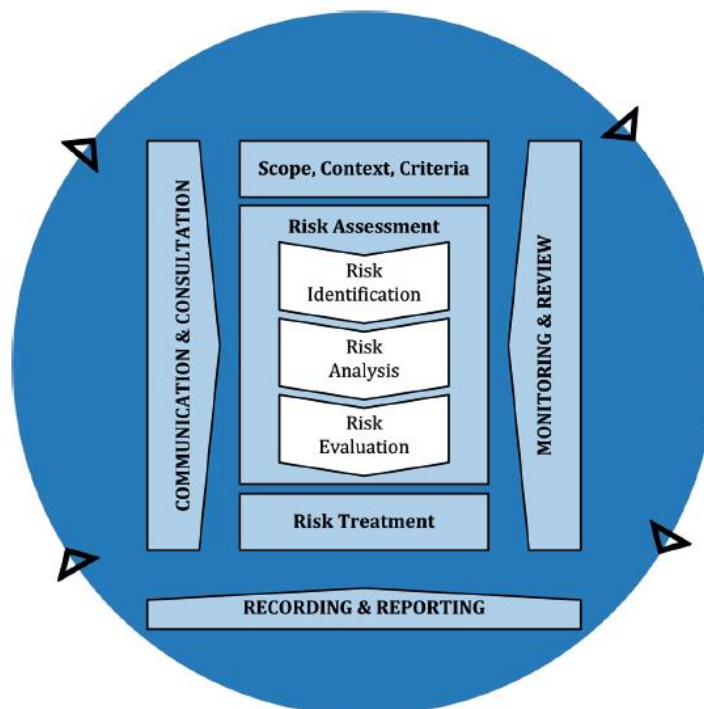 Scope, Context, Criteria
Risk Assessment
Risk
Identification
Risk
Analysis
Risk
Evaluation
Risk Treatment
COMMUNICATION & CONSULTATION
MONITORING & REVIEW
RECORDING & REPORTING